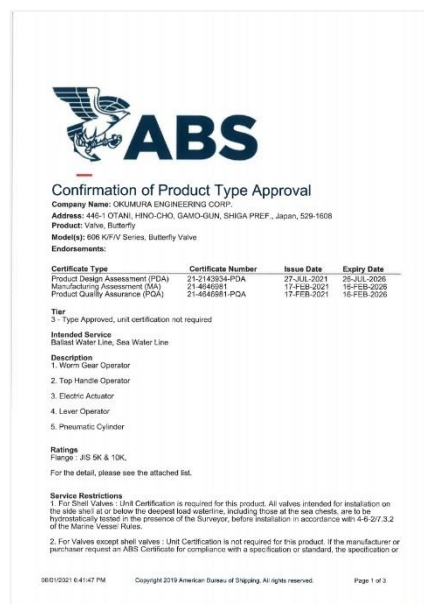 ABS
Confirmation of Product Type Approval
Company Name: OKUMURA ENGINEERING CORP.
Address: 446-1 OTANI, HINO-CHO, GAMO-GUN, SHIGA PREF., Japan, 529-1608
Product: Valve, Butterfly
Model(s): 606 K/F/V Series, Butterfly Valve
Endorsements:
Certificate Type Certificate Number Issue Date Expiry Date
Product Design Assessment (PDA) 21-2143934-PDA 27-JUL-2021 26-JUL-2026
Manufacturing Assessment (MA) 21-4646981 17-FEB-2021 16-FEB-2026
Product Quality Assurance (PQA) 21-4646981-PQA 17-FEB-2021 16-FEB-2026
Tier
3 - Type Approved, unit certification not required
Intended Service
Ballast Water Line, Sea Water Line
Description
1. Worm Gear Operator
2. Top Handle Operator
3. Electric Actuator
4. Lever Operator
5. Pneumatic Cylinder
Ratings
Flange : JIS 5K & 10K,
For the detail, please see the attached list.
Service Restrictions
1. For Shell Valves : Unit Certification is required for this product. All valves intended for installation on
the side shell at or below the deepest load waterline, including those at the sea chests, are to be
hydrostatically tested in the presence of the Surveyor, before installation in accordance with 4-6-2/7.3.2
of the Marine Vessel Rules.
2. For Valves except shell valves : Unit Certification is not required for this product. If the manufacturer or
purchaser request an ABS Certificate for compliance with a specification or standard, the specification or
08/01/2021 6:41:47 PM Copyright 2019 American Bureau of Shipping. All rights reserved. Page 1 of 3